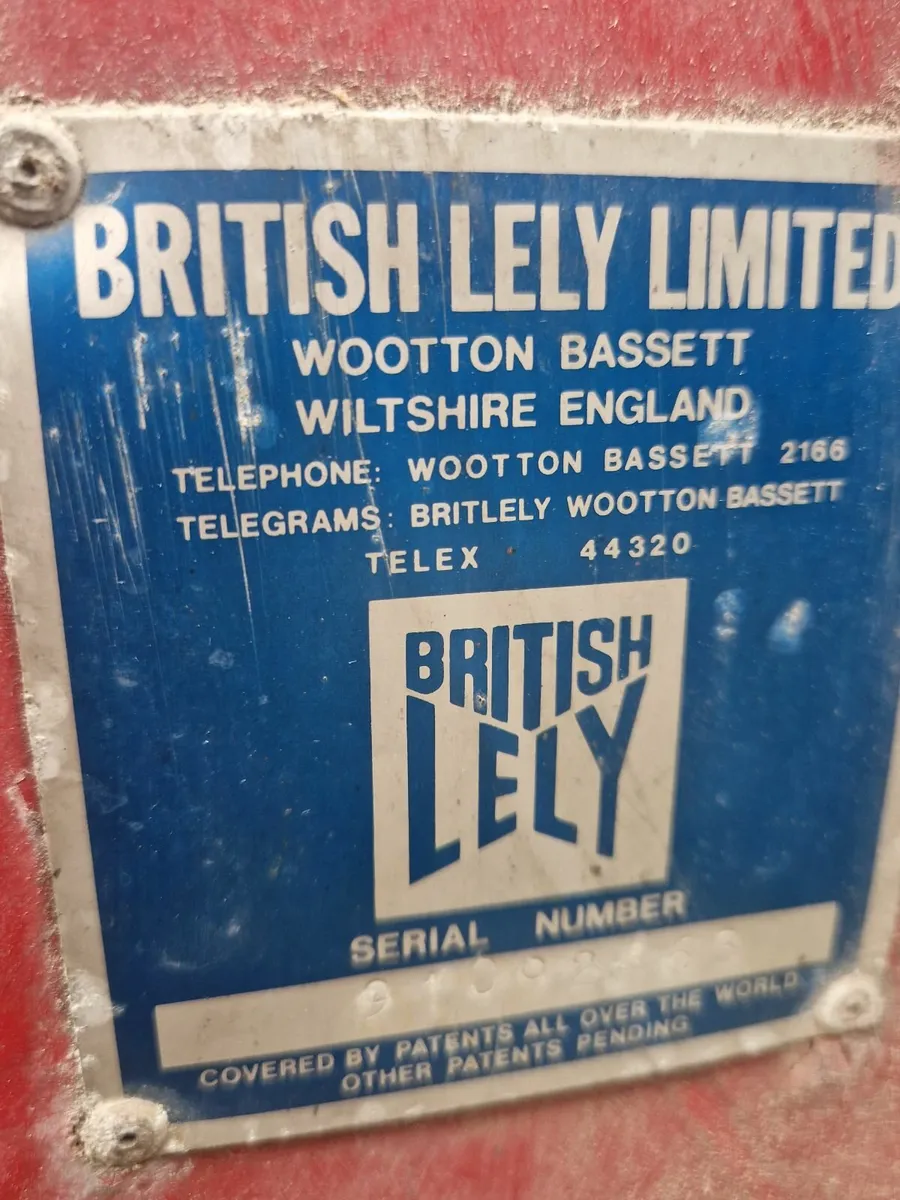 BRITISH LELY LIMITED
WOOTTON BASSETT
WILTSHIRE ENGLAND
TELEPHONE: WOOTTON BASSETT 2166
TELEGRAMS: BRITLELY WOOTTON BASSETT
TELEX 44320
BRITISH
LELY
SERIAL NUMBER
COVERED BY PATENTS ALL OVER THE WORLD
OTHER PATENTS PENDING